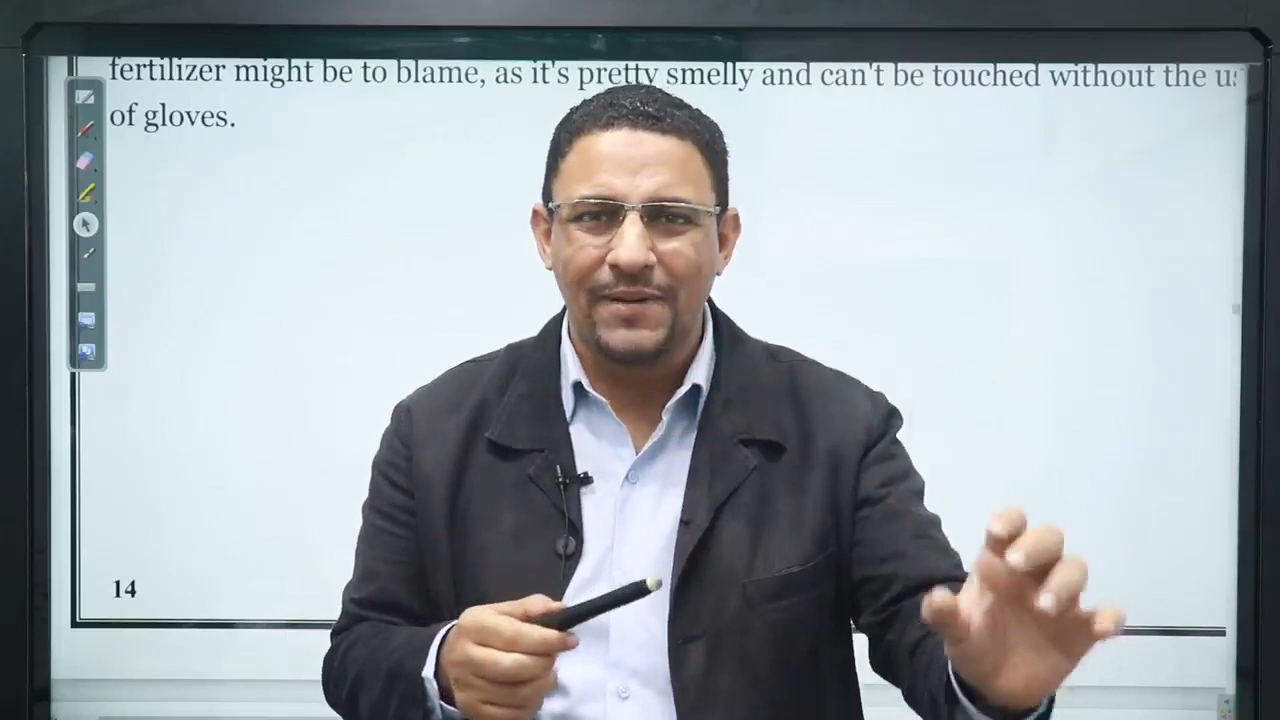 fertilizer might be to blame, as it's pretty smelly and can't be touched without the
of gloves.
14